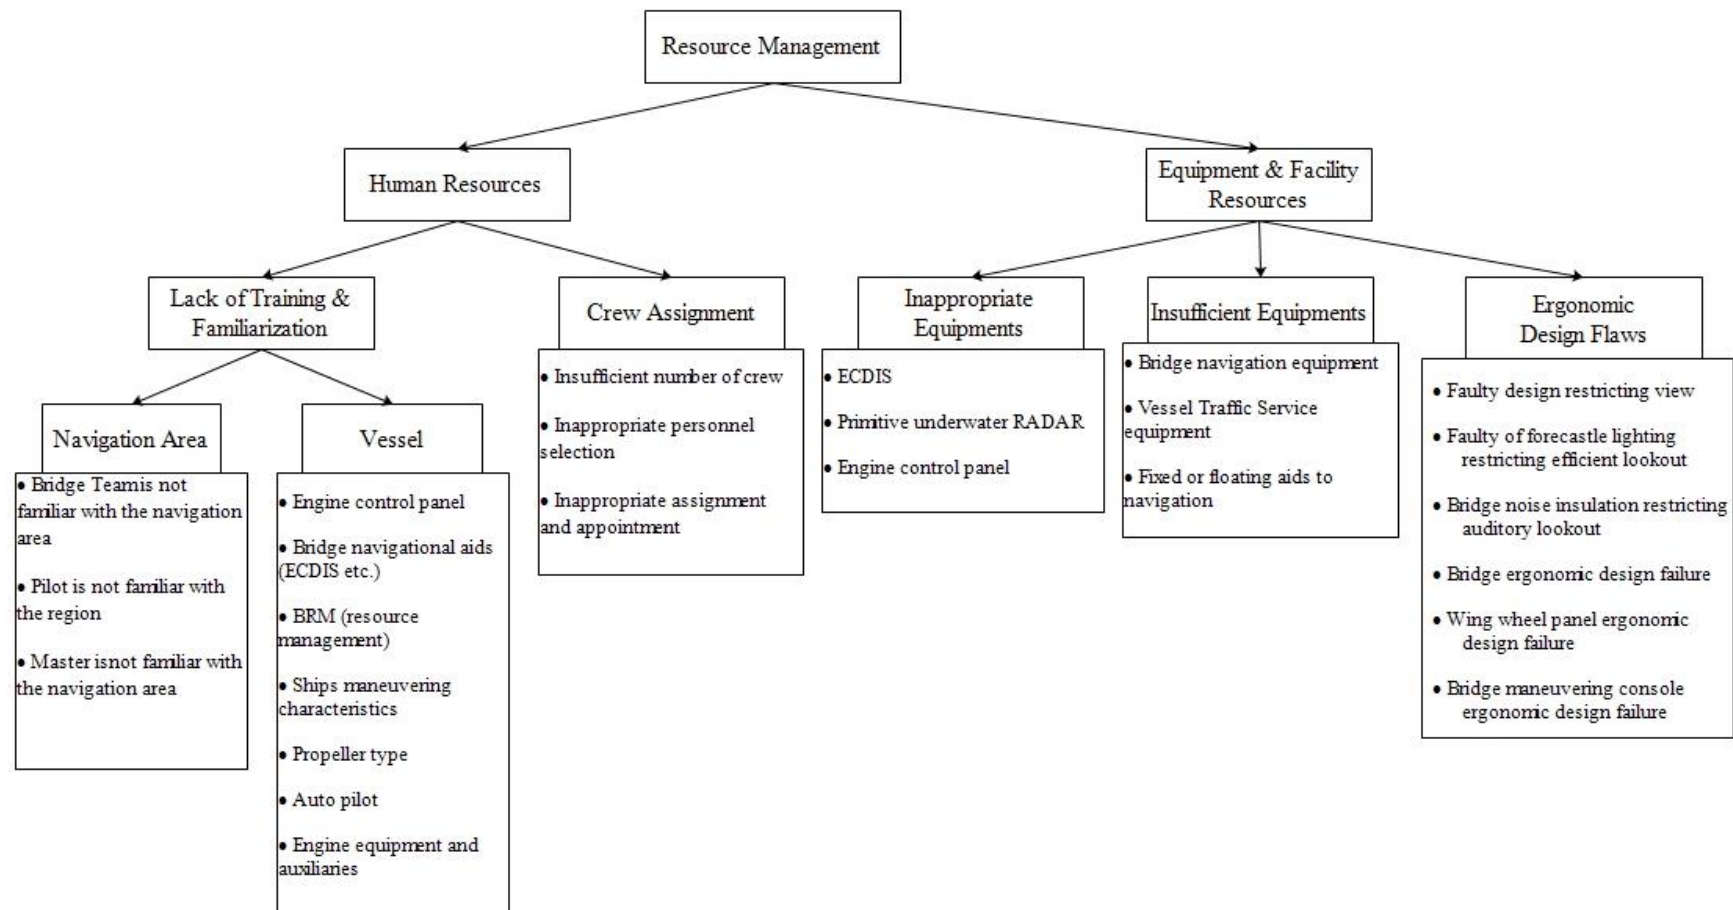 Resource Management
Human Resources
Equipment & Facility
Resources
Lack of Training &
Familiarization
Crew Assignment
Inappropriate
Equipments
Insufficient Equipments
Ergonomic
Design Flaws
Navigation Area
Vessel
● Bridge Teamis not
familiar with the navigation
area
● Pilot is not familiar with
the region
● Master isnot familiar with
the navigation area
● Engine control panel
● Bridge navigational aids
(ECDIS etc.)
● BRM (resource
management)
● Ships maneuvering
characteristics
● Propeller type
● Auto pilot
● Engine equipment and
auxiliaries
● Insufficient number of crew
● Inappropriate personnel
selection
● Inappropriate assignment
and appointment
● ECDIS
● Primitive underwater RADAR
● Engine control panel
● Bridge navigation equipment
● Vessel Traffic Service
equipment
● Fixed or floating aids to
navigation
● Faulty design restricting view
● Faulty of forecastle lighting
restricting efficient lookout
● Bridge noise insulation restricting
auditory lookout
● Bridge ergonomic design failure
● Wing wheel panel ergonomic
design failure
● Bridge maneuvering console
ergonomic design failure